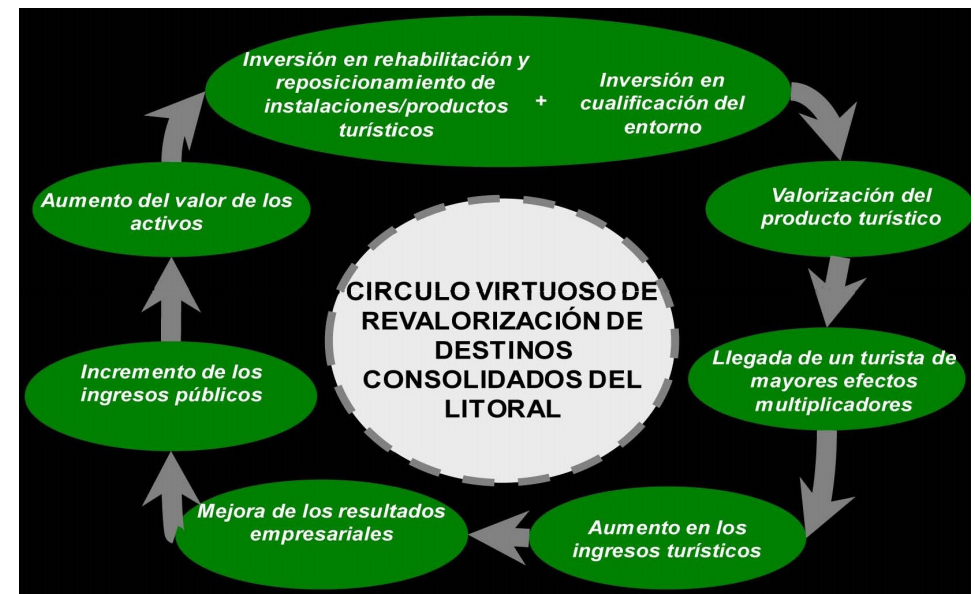 Inversión en rehabilitación y
reposicionamiento de
instalaciones/productos
turísticos
+
Inversión en
cualificación del
entorno
Valorización del
producto turístico
Llegada de un turista de
mayores efectos
multiplicadores
Aumento en los
ingresos turísticos
Mejora de los resultados
empresariales
Incremento de los
ingresos públicos
Aumento del valor de los
activos
CIRCULO VIRTUOSO DE
REVALORIZACIÓN DE
DESTINOS
CONSOLIDADOS DEL
LITORAL